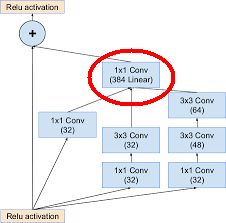 Relu activation
+
1x1 Conv
(384 Linear)
3x3 Conv
(64)
1x1 Conv
(32)
3x3 Conv
(32)
3x3 Conv
(48)
1x1 Conv
(32)
1x1 Conv
(32)
Relu activation